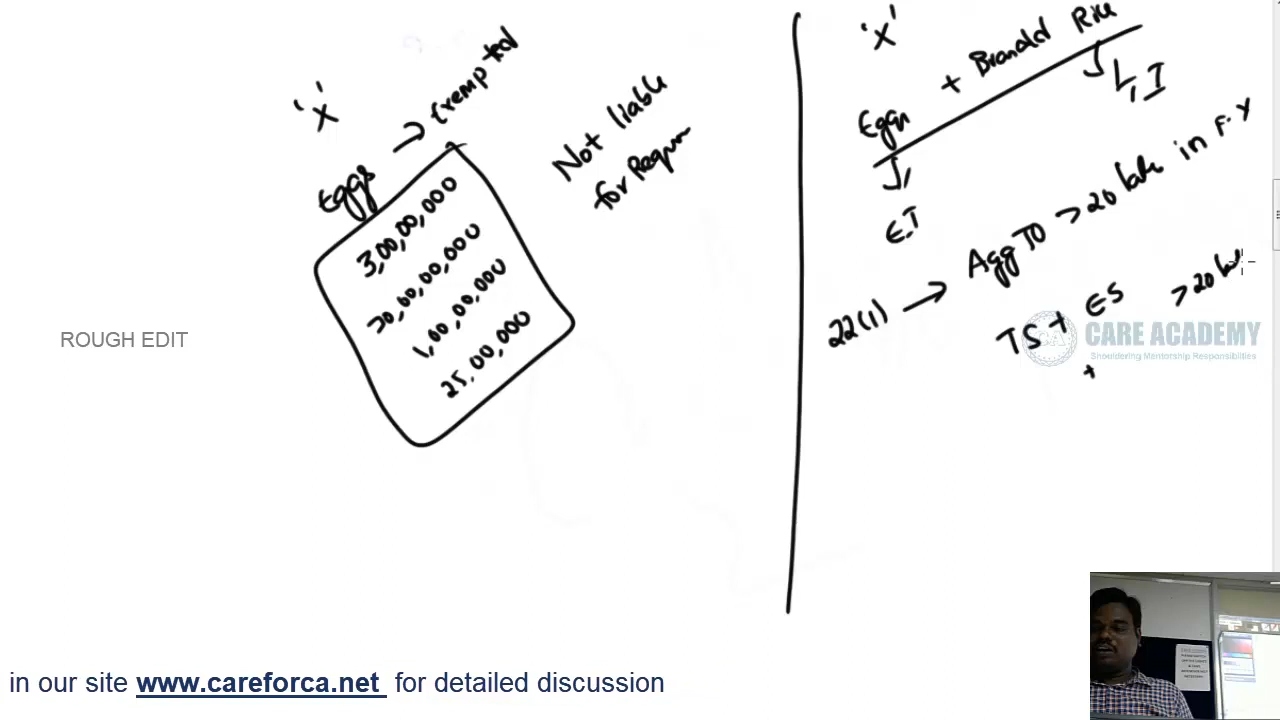 'X'
Eggs → Exempted
3,00,00,000
30,00,00,000
1,00,00,000
25,00,000
Not liable
for Regn
'X'
Eggs + Branded Rice
E.T
L, I
22(1) → Agg TO > 20 lakh in F.Y
TS + ES > 20 lakh
+
CARE ACADEMY
Shouldering Mentorship Responsibilities
ROUGH EDIT
in our site www.careforca.net for detailed discussion